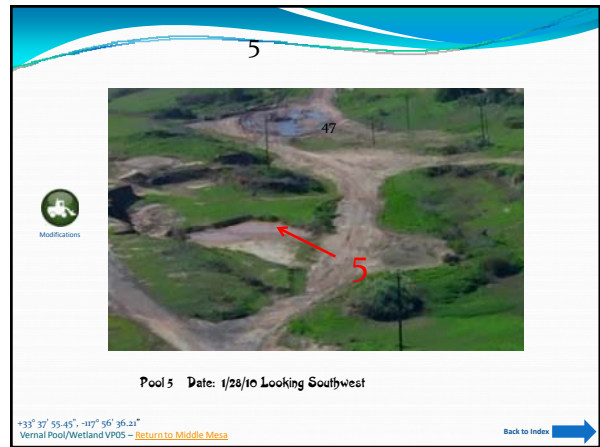 5
47
5
Modifications
Pool 5 Date: 1/28/10 Looking Southwest
+33° 37' 55.45", -117° 56' 36.21"
Vernal Pool/Wetland VP05 – Return to Middle Mesa
Back to Index